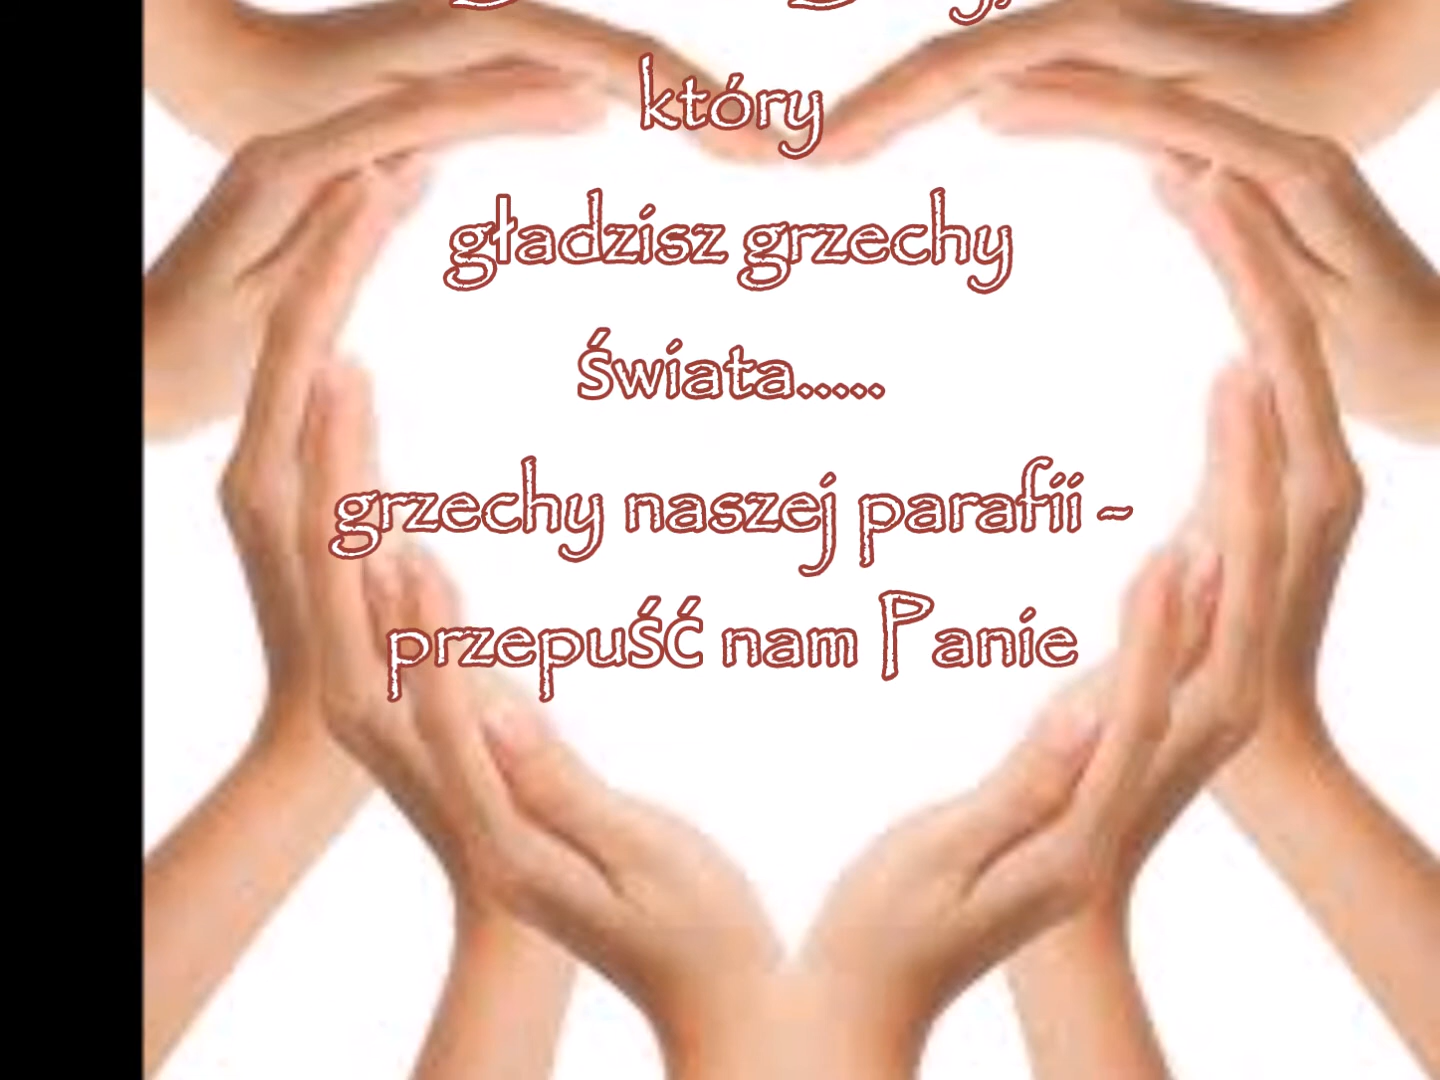 który
gładzisz grzechy
świata.....
grzechy naszej parafii -
przepuść nam Panie